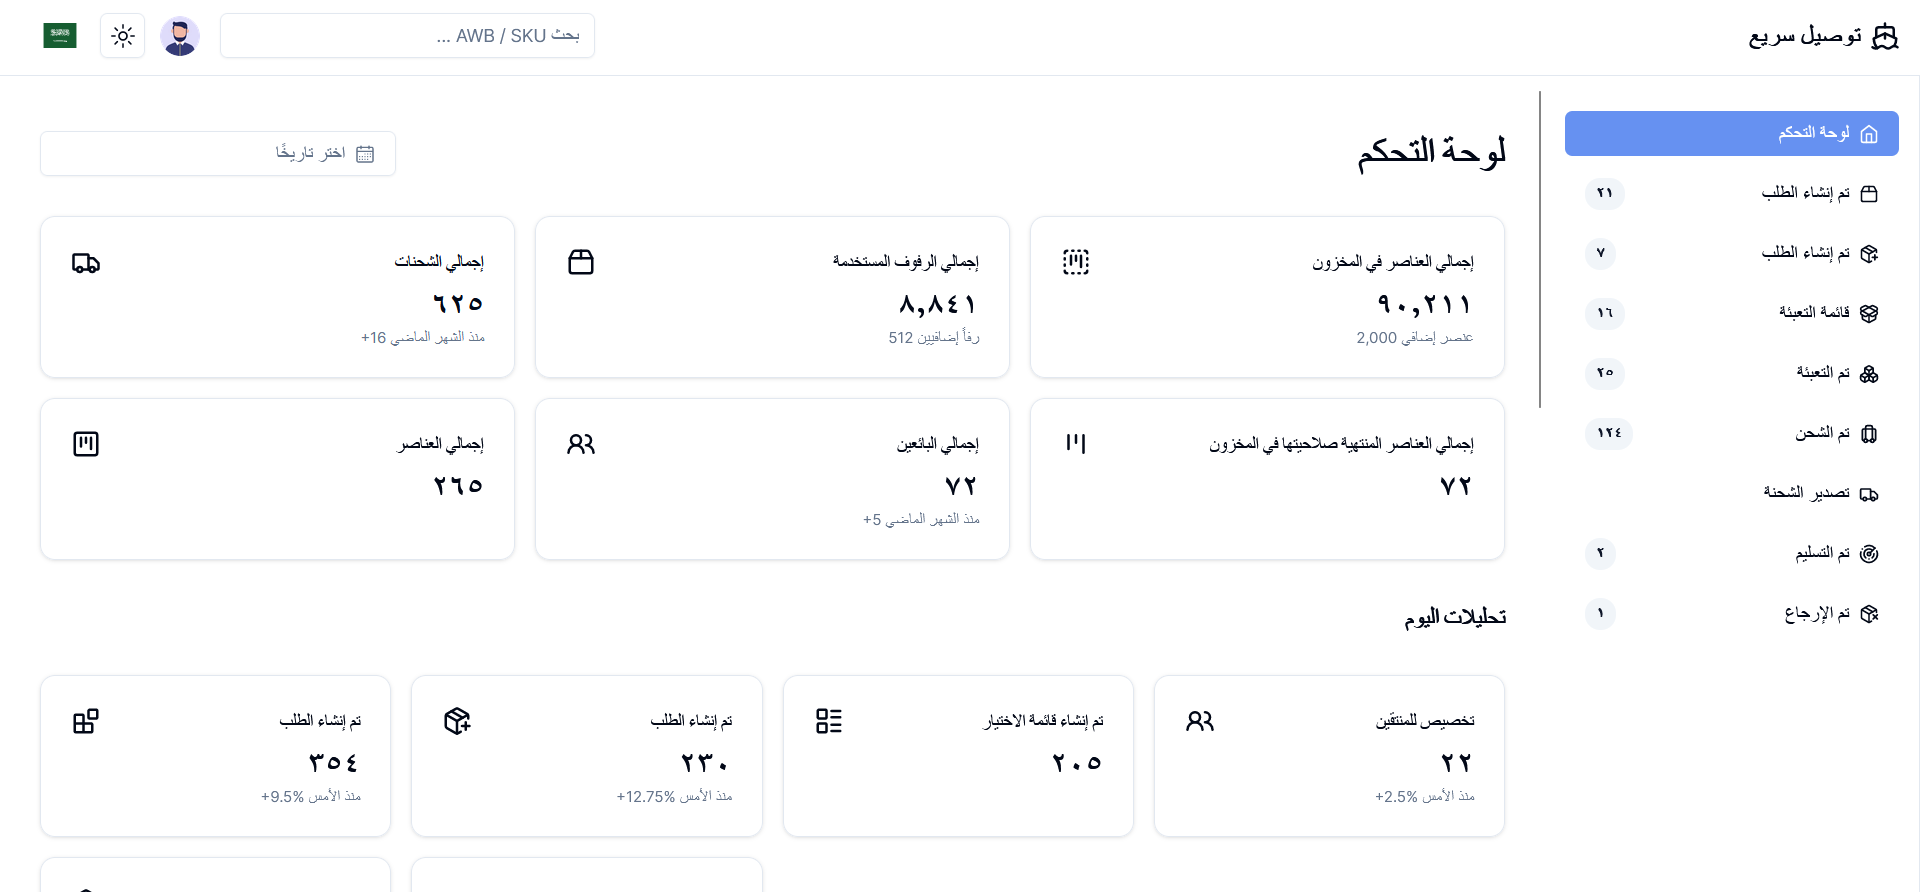 توصيل سريع
بحث AWB / SKU ...
لوحة التحكم
تم إنشاء الطلب
٢١
تم إنشاء الطلب
٧
قائمة التعبئة
١٦
تم التعبئة
٢٥
تم الشحن
١٢٤
تصدير الشحنة
تم التسليم
٢
تم الإرجاع
١
لوحة التحكم
اختر تاريخًا
إجمالي العناصر في المخزون
٩٠,٢١١
عنصر إضافي 2,000
إجمالي الرفوف المستخدمة
٨,٨٤١
رفاً إضافيين 512
إجمالي الشحنات
٦٢٥
منذ الشهر الماضي 16+
إجمالي العناصر المنتهية صلاحيتها في المخزون
٧٢
إجمالي البائعين
٧٢
منذ الشهر الماضي 5+
إجمالي العناصر
٢٦٥
تحليلات اليوم
تخصيص للمنتقين
٢٢
منذ الأمس 2.5%+
تم إنشاء قائمة الاختيار
٢٠٥
تم إنشاء الطلب
٢٣٠
منذ الأمس 12.75%+
تم إنشاء الطلب
٣٥٤
منذ الأمس 9.5%+